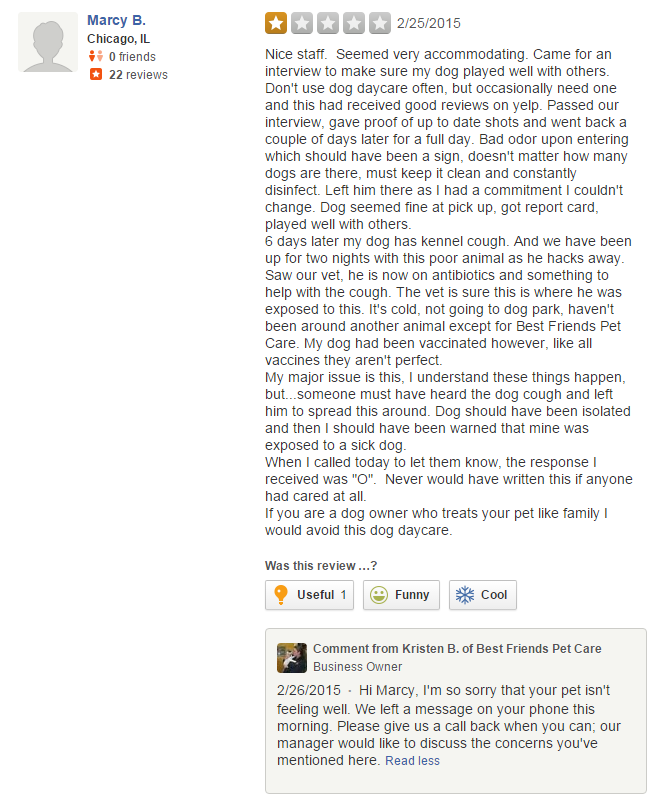 Marcy B.
Chicago, IL
0 friends
22 reviews
2/25/2015
Nice staff.  Seemed very accommodating. Came for an
interview to make sure my dog played well with others.
Don't use dog daycare often, but occasionally need one
and this had received good reviews on yelp. Passed our
interview, gave proof of up to date shots and went back a
couple of days later for a full day. Bad odor upon entering
which should have been a sign, doesn't matter how many
dogs are there, must keep it clean and constantly
disinfect. Left him there as I had a commitment I couldn't
change. Dog seemed fine at pick up, got report card,
played well with others.
6 days later my dog has kennel cough. And we have been
up for two nights with this poor animal as he hacks away.
Saw our vet, he is now on antibiotics and something to
help with the cough. The vet is sure this is where he was
exposed to this. It's cold, not going to dog park, haven't
been around another animal except for Best Friends Pet
Care. My dog had been vaccinated however, like all
vaccines they aren't perfect.
My major issue is this, I understand these things happen,
but...someone must have heard the dog cough and left
him to spread this around. Dog should have been isolated
and then I should have been warned that mine was
exposed to a sick dog.
When I called today to let them know, the response I
received was "O".  Never would have written this if anyone
had cared at all.
If you are a dog owner who treats your pet like family I
would avoid this dog daycare.
Was this review ...?
Useful 1
Funny
Cool
Comment from Kristen B. of Best Friends Pet Care
Business Owner
2/26/2015 · Hi Marcy, I'm so sorry that your pet isn't
feeling well. We left a message on your phone this
morning. Please give us a call back when you can; our
manager would like to discuss the concerns you've
mentioned here. Read less